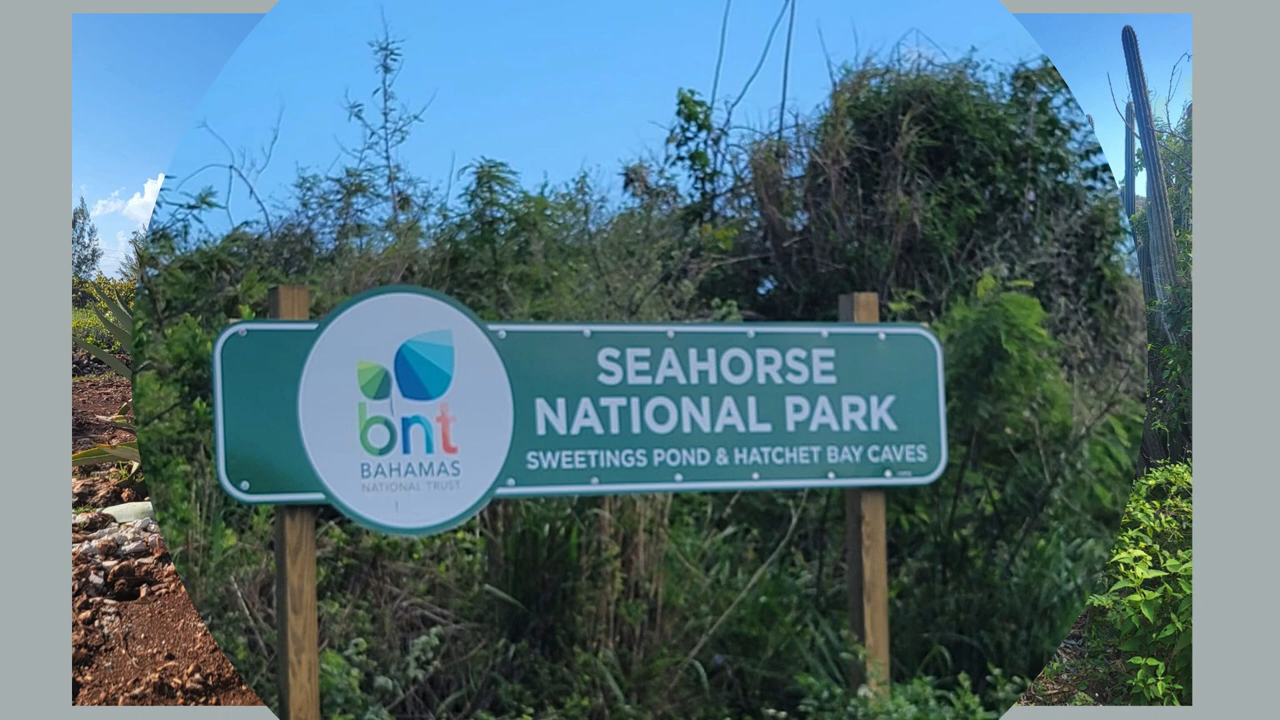 bnt
BAHAMAS
NATIONAL TRUST
SEAHORSE
NATIONAL PARK
SWEETINGS POND & HATCHET BAY CAVES